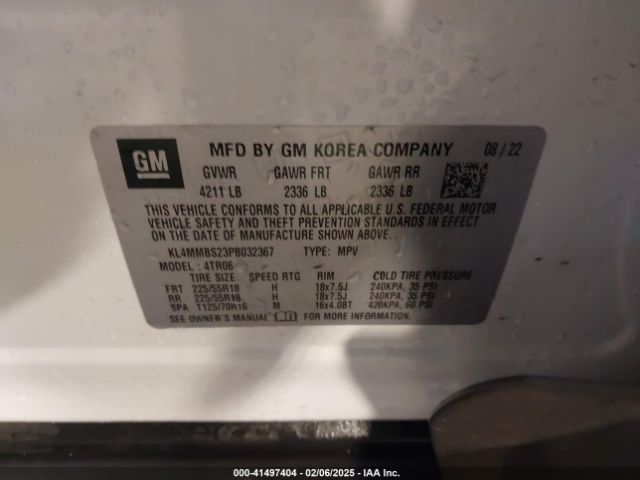 GM
MFD BY GM KOREA COMPANY 08/22
GVWR GAWR FRT GAWR RR
4211 LB 2336 LB 2336 LB
THIS VEHICLE CONFORMS TO ALL APPLICABLE U.S. FEDERAL MOTOR
VEHICLE SAFETY AND THEFT PREVENTION STANDARDS IN EFFECT
ON THE DATE OF MANUFACTURE SHOWN ABOVE.
KL4MMBS23PB032367 TYPE: MPV
MODEL: 4TR06
TIRE SIZE SPEED RTG RIM COLD TIRE PRESSURE
FRT 225/55R18 H 18x7.5J 240KPA, 35 PSI
RR 225/55R18 H 18x7.5J 240KPA, 35 PSI
SPA T125/70R16 M 16x4.0BT 420KPA, 60 PSI
SEE OWNER'S MANUAL FOR MORE INFORMATION.
000-41497404 - 02/06/2025 - IAA Inc.